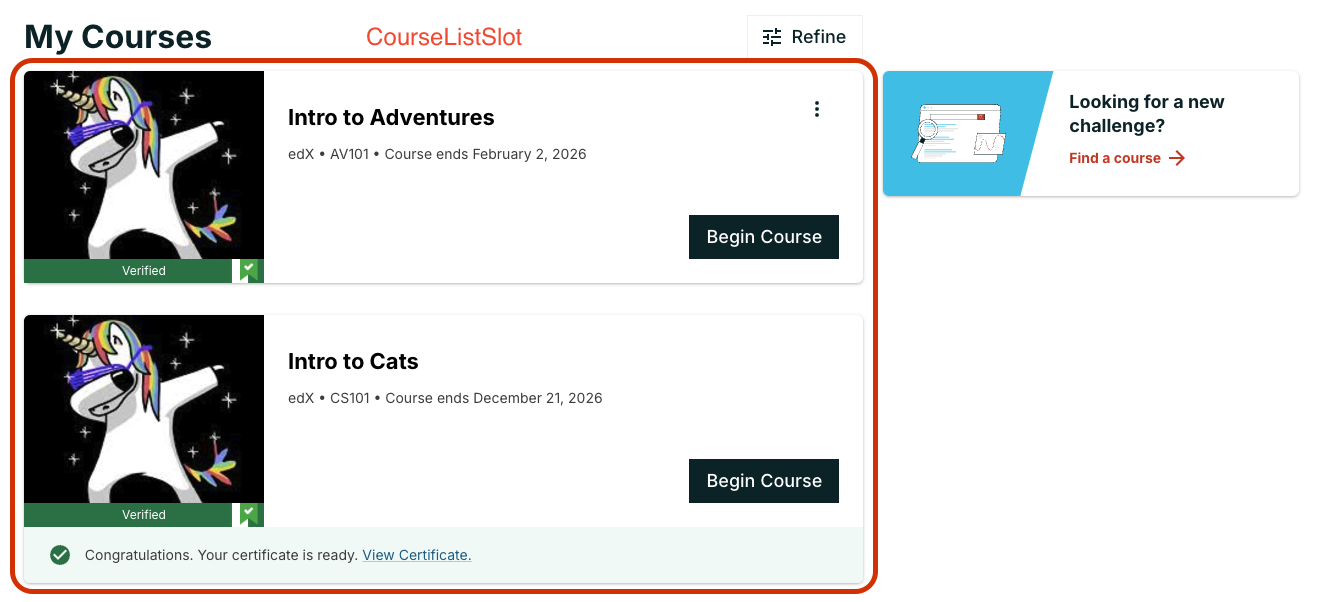 My Courses
CourseListSlot
Refine
Intro to Adventures
edX • AV101 • Course ends February 2, 2026
Begin Course
Verified
Intro to Cats
edX • CS101 • Course ends December 21, 2026
Begin Course
Verified
Congratulations. Your certificate is ready. View Certificate.
Looking for a new
challenge?
Find a course